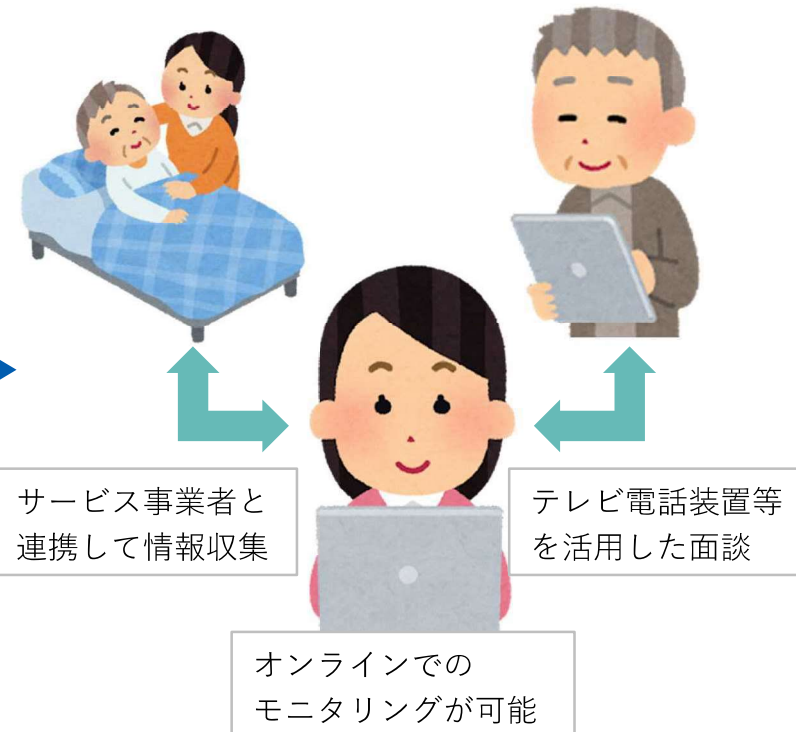 サービス事業者と
連携して情報収集
テレビ電話装置等
を活用した面談
オンラインでの
モニタリングが可能